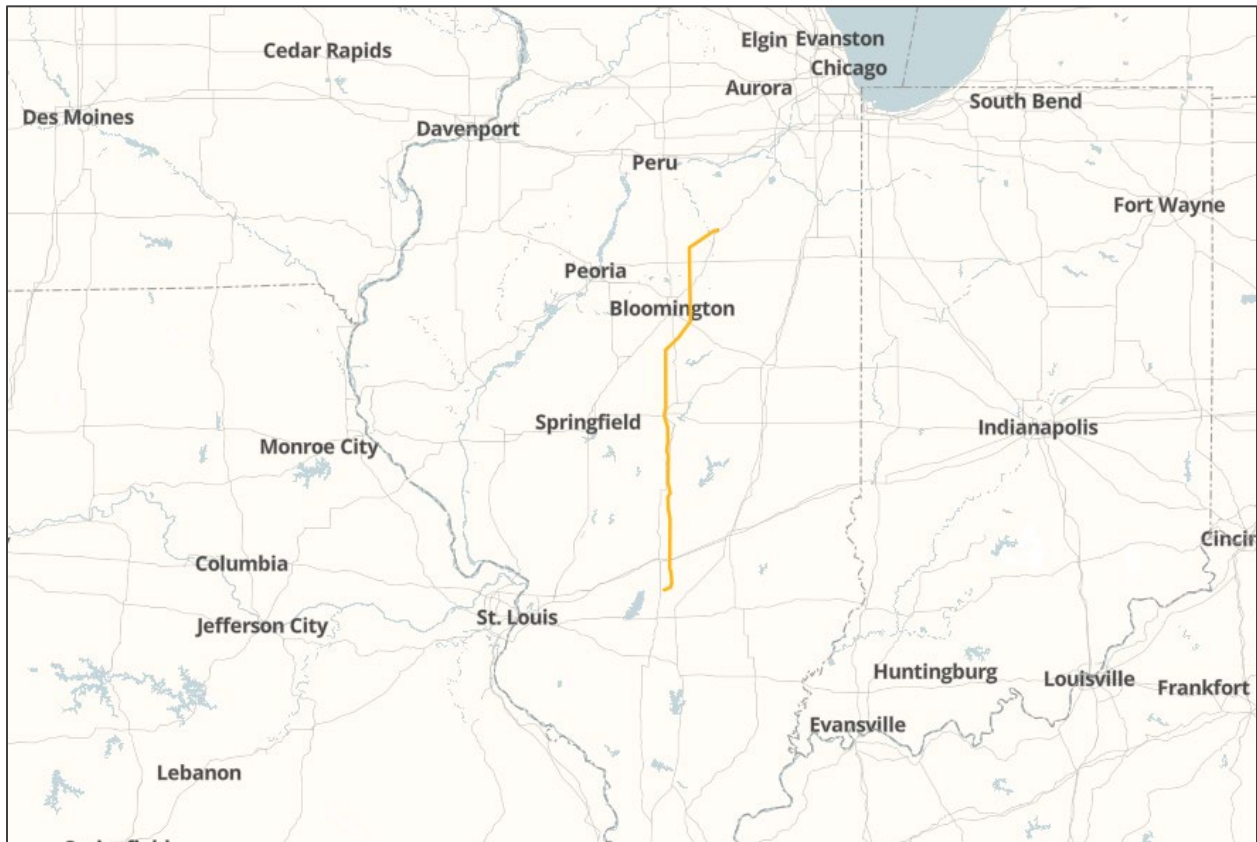 Cedar Rapids
Elgin
Evanston
Chicago
Aurora
South Bend
Des Moines
Davenport
Peru
Fort Wayne
Peoria
Bloomington
Springfield
Indianapolis
Monroe City
Columbia
Cincin
St. Louis
Jefferson City
Huntingburg
Louisville
Frankfort
Evansville
Lebanon